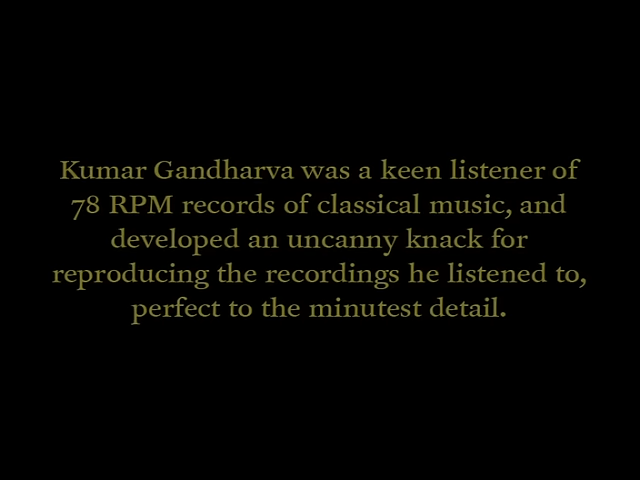 Kumar Gandharva was a keen listener of
78 RPM records of classical music, and
developed an uncanny knack for
reproducing the recordings he listened to,
perfect to the minutest detail.